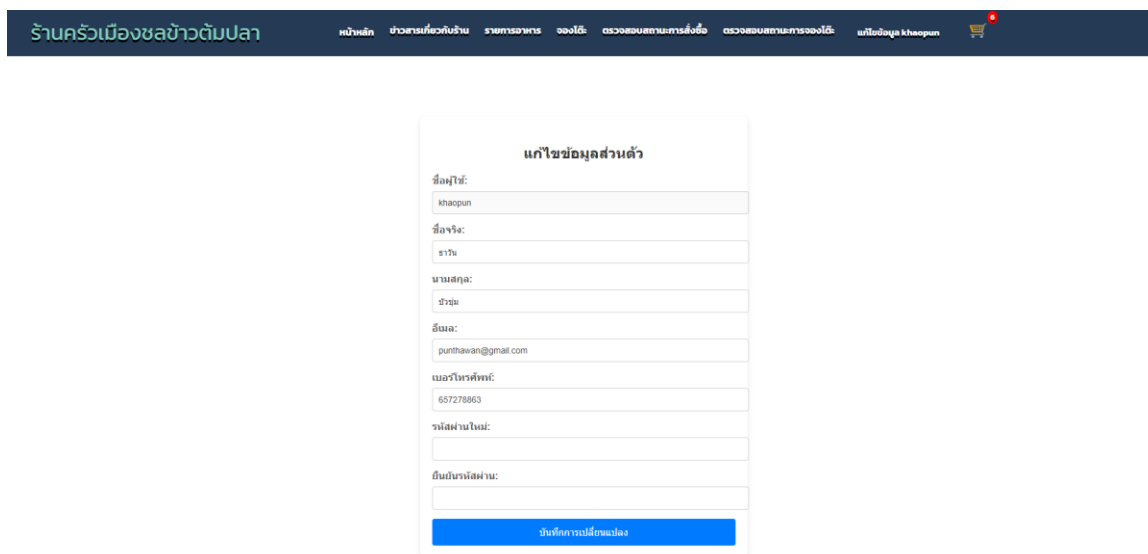 ร้านครัวเมืองชลข้าวต้มปลา หน้าหลัก ข่าวสารเกี่ยวกับร้าน รายการอาหาร จองโต๊ะ ตรวจสอบสถานะการสั่งซื้อ ตรวจสอบสถานะการจองโต๊ะ แก้ไขข้อมูล khaopun 6
แก้ไขข้อมูลส่วนตัว
ชื่อผู้ใช้:
khaopun
ชื่อจริง:
ธาวัน
นามสกุล:
บัวชุ่ม
อีเมล:
punthawan@gmail.com
เบอร์โทรศัพท์:
657278863
รหัสผ่านใหม่:
ยืนยันรหัสผ่าน:
บันทึกการเปลี่ยนแปลง